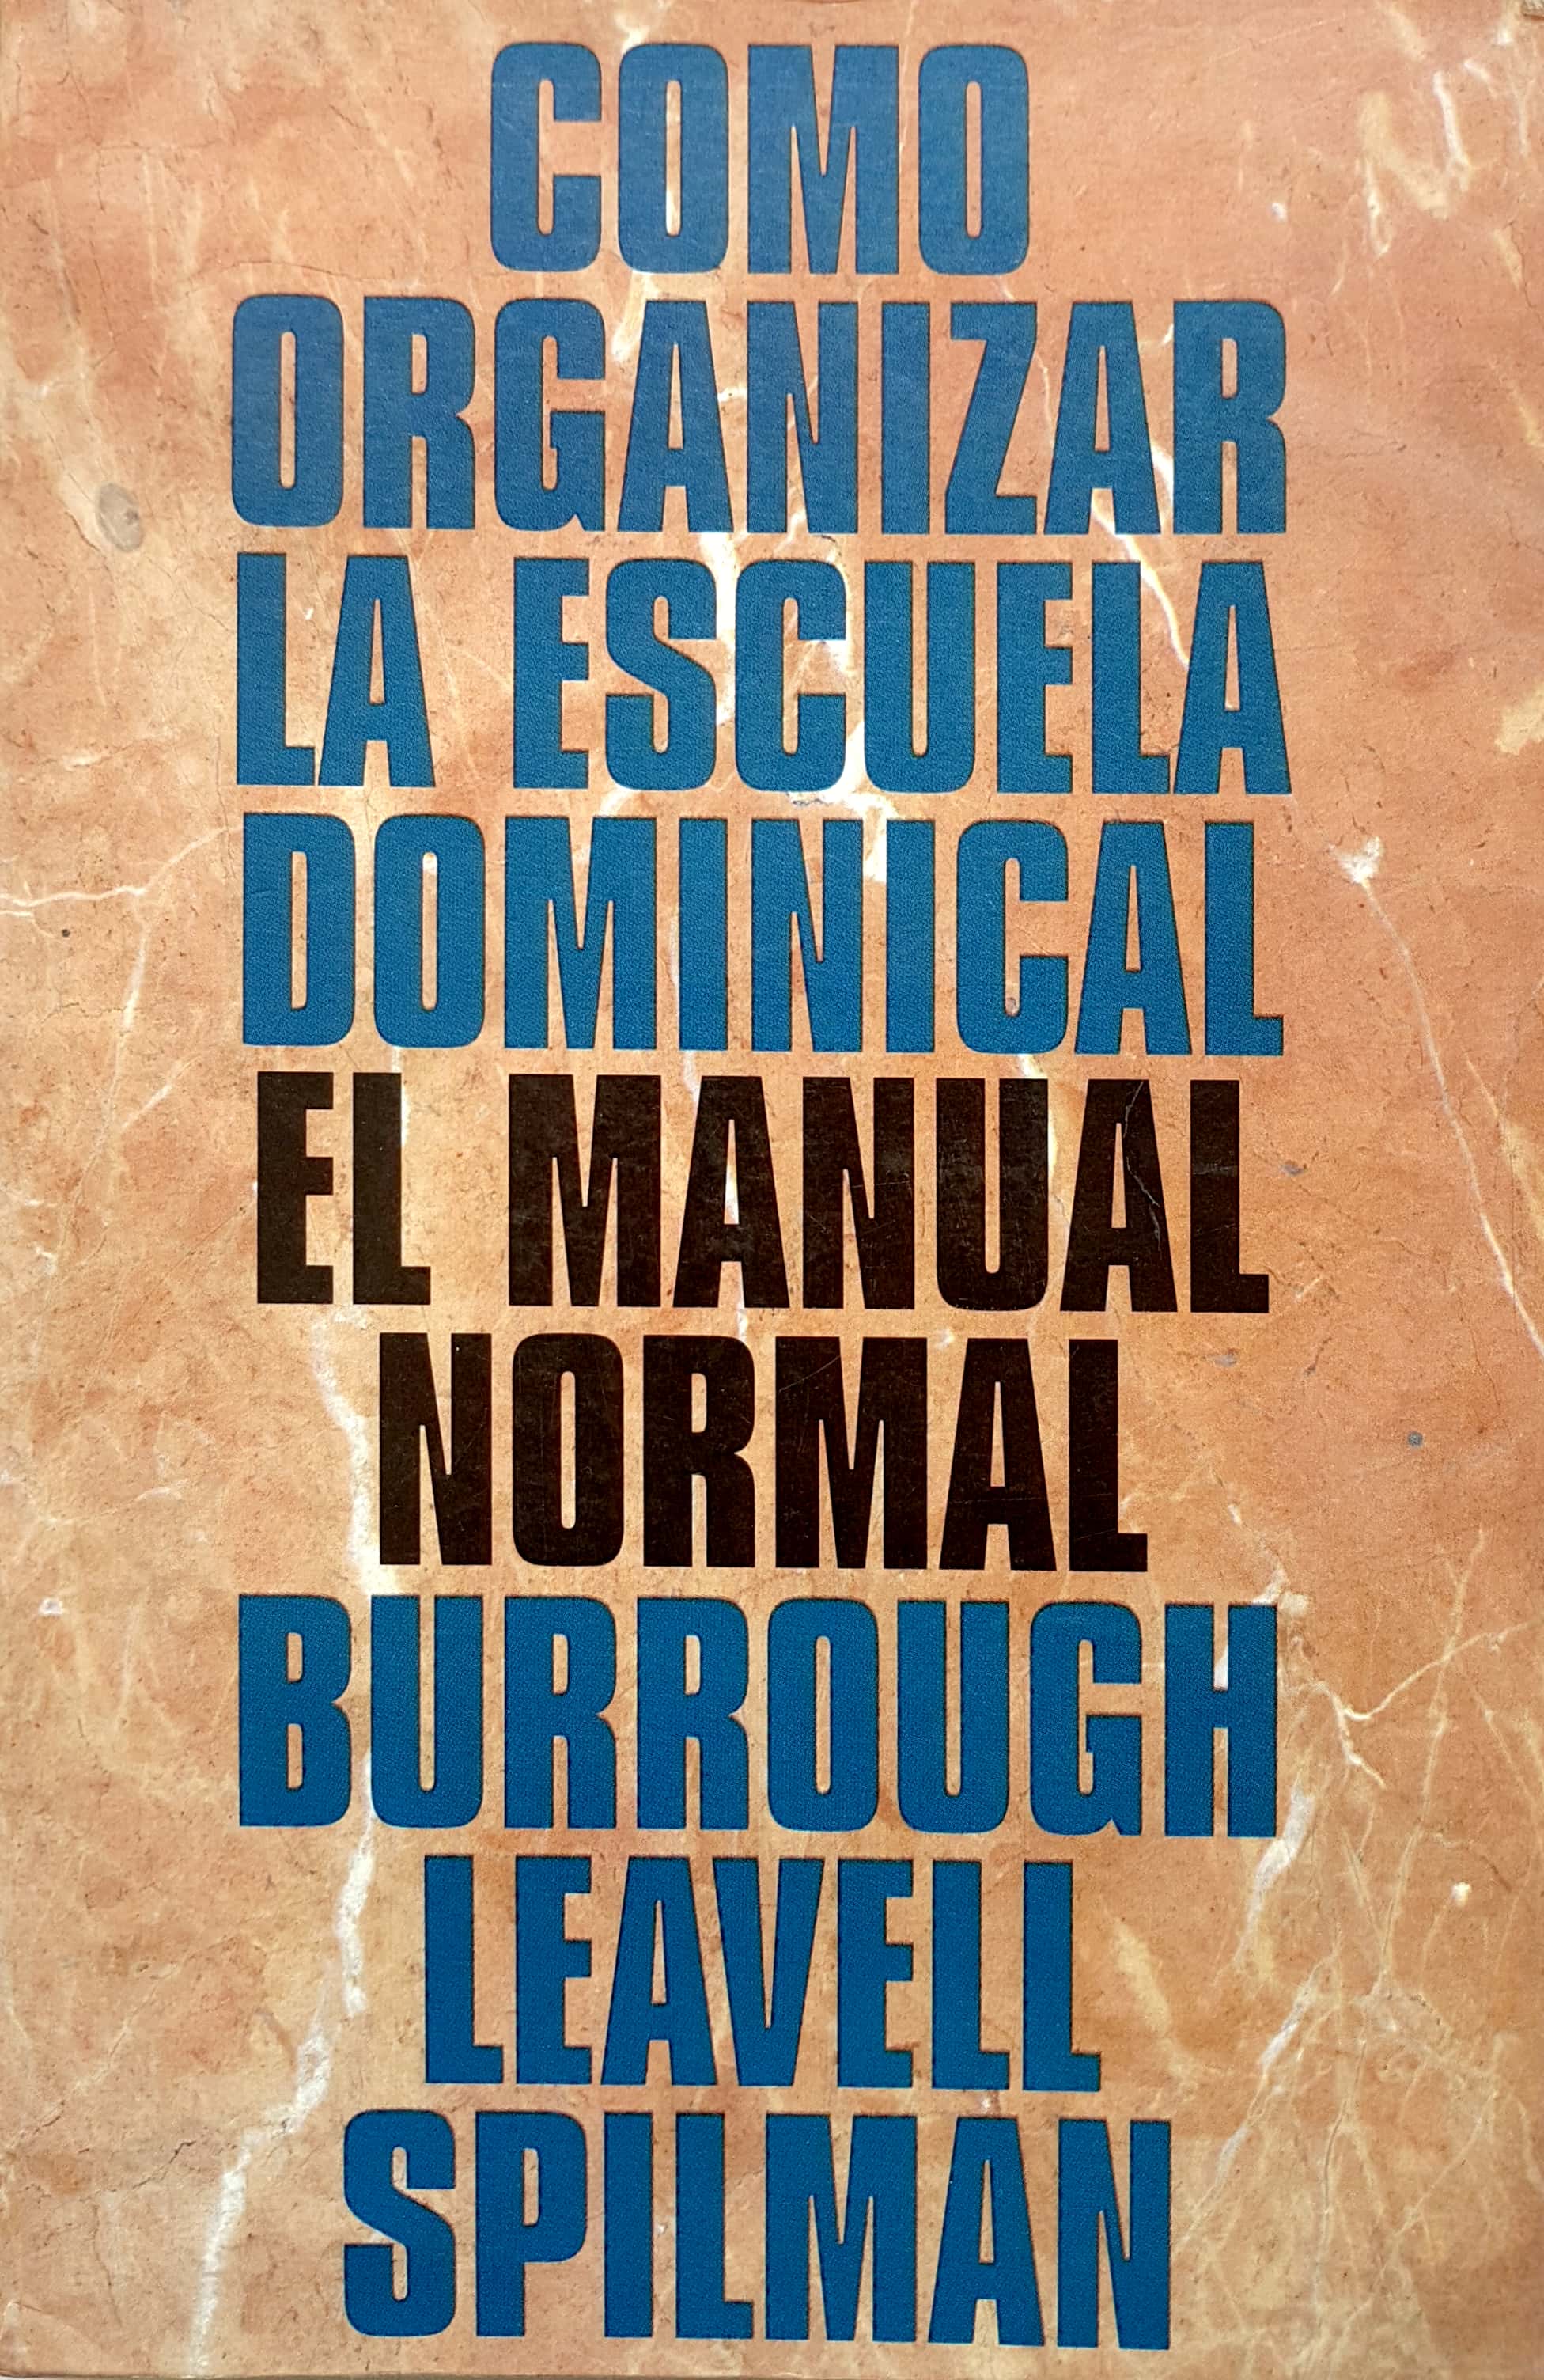 COMO
ORGANIZAR
LA ESCUELA
DOMINICAL
EL MANUAL
NORMAL
BURROUGH
LEAVELL
SPILMAN